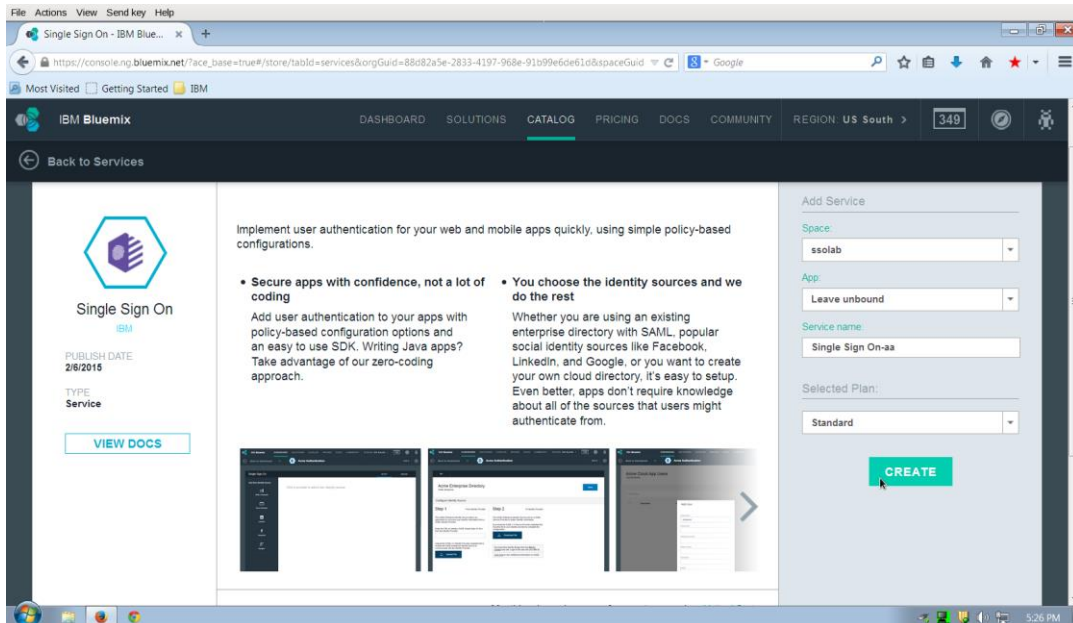 File Actions View Send key Help
Single Sign On - IBM Blue... × +
https://console.ng.bluemix.net/?ace_base=true#/store/tabId=services&orgGuid=88d82a5e-2833-4197-968e-91b99e6de61d&spaceGuid
Google
Most Visited Getting Started IBM
IBM Bluemix DASHBOARD SOLUTIONS CATALOG PRICING DOCS COMMUNITY REGION: US South > 349
Back to Services
Single Sign On
IBM
PUBLISH DATE
2/6/2015
TYPE
Service
VIEW DOCS
Implement user authentication for your web and mobile apps quickly, using simple policy-based
configurations.
• Secure apps with confidence, not a lot of
coding
Add user authentication to your apps with
policy-based configuration options and
an easy to use SDK. Writing Java apps?
Take advantage of our zero-coding
approach.
• You choose the identity sources and we
do the rest
Whether you are using an existing
enterprise directory with SAML, popular
social identity sources like Facebook,
LinkedIn, and Google, or you want to create
your own cloud directory, it's easy to setup.
Even better, apps don't require knowledge
about all of the sources that users might
authenticate from.
Acme Enterprise Directory
Step 1
Step 2
Add Service
Space:
ssolab
App:
Leave unbound
Service name:
Single Sign On-aa
Selected Plan:
Standard
CREATE
5:26 PM